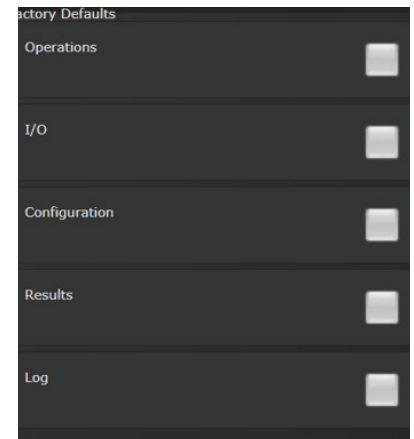 actory Defaults
Operations
I/O
Configuration
Results
Log